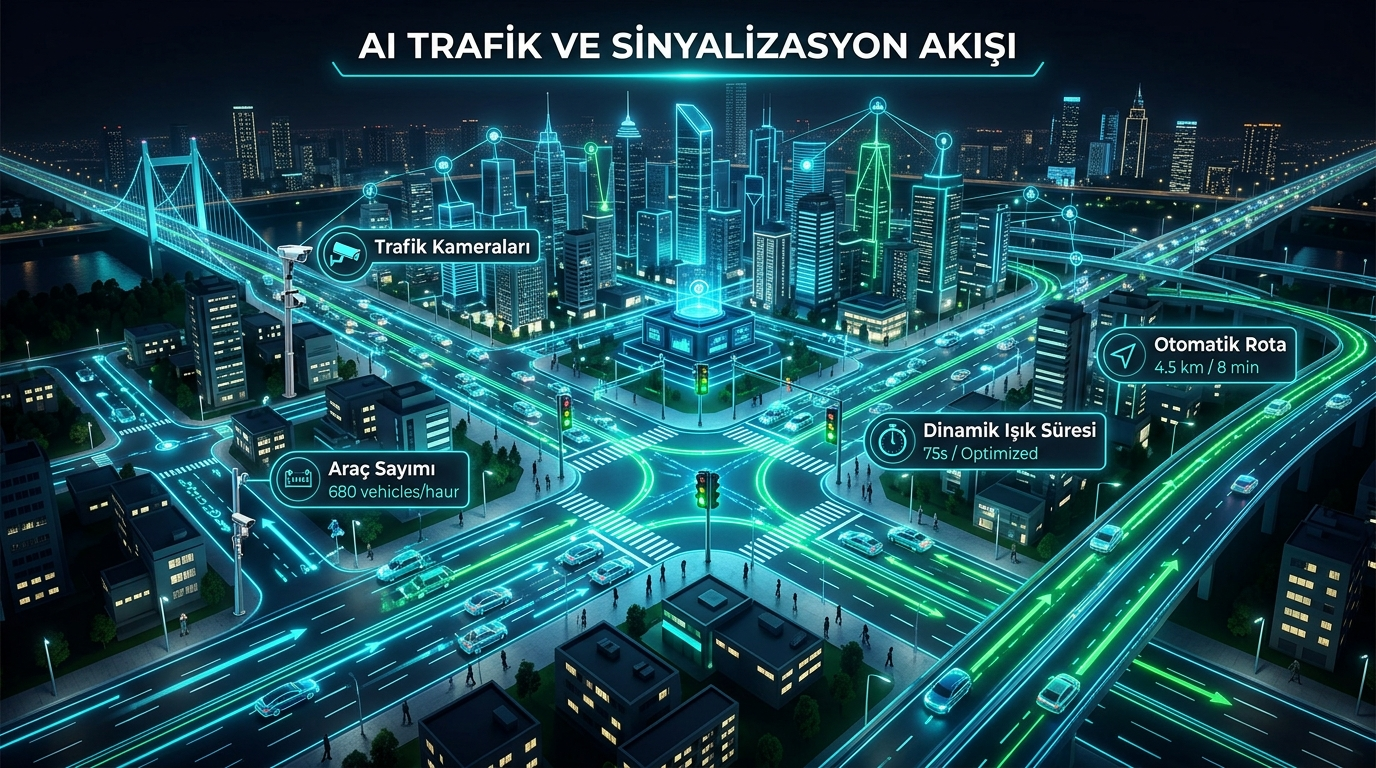 AI TRAFİK VE SİNYALİZASYON AKIŞI
Trafik Kameraları
Otomatik Rota
4.5 km / 8 min
Dinamik Işık Süresi
75s / Optimized
Araç Sayımı
680 vehicles/haur